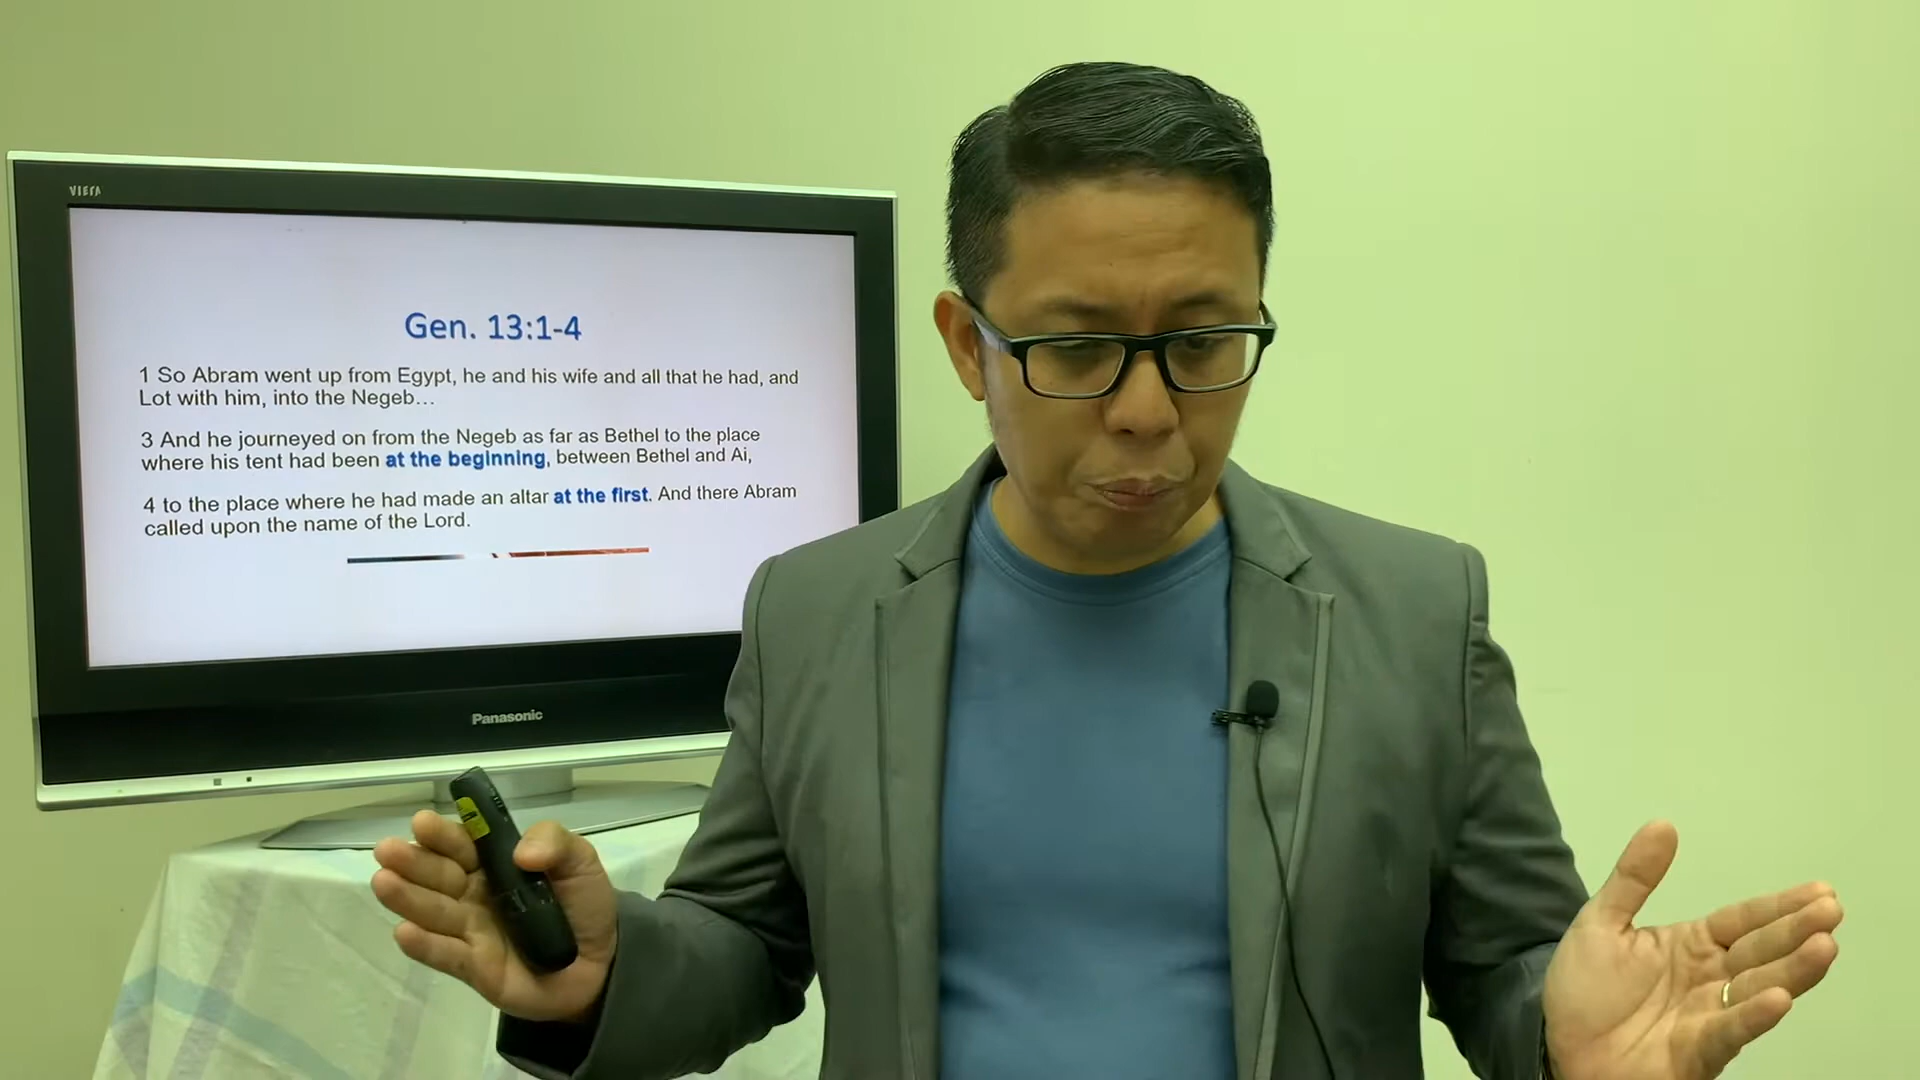 VIERA
Gen. 13:1-4
1 So Abram went up from Egypt, he and his wife and all that he had, and
Lot with him, into the Negeb…
3 And he journeyed on from the Negeb as far as Bethel to the place
where his tent had been at the beginning, between Bethel and Ai,
4 to the place where he had made an altar at the first. And there Abram
called upon the name of the Lord.
Panasonic